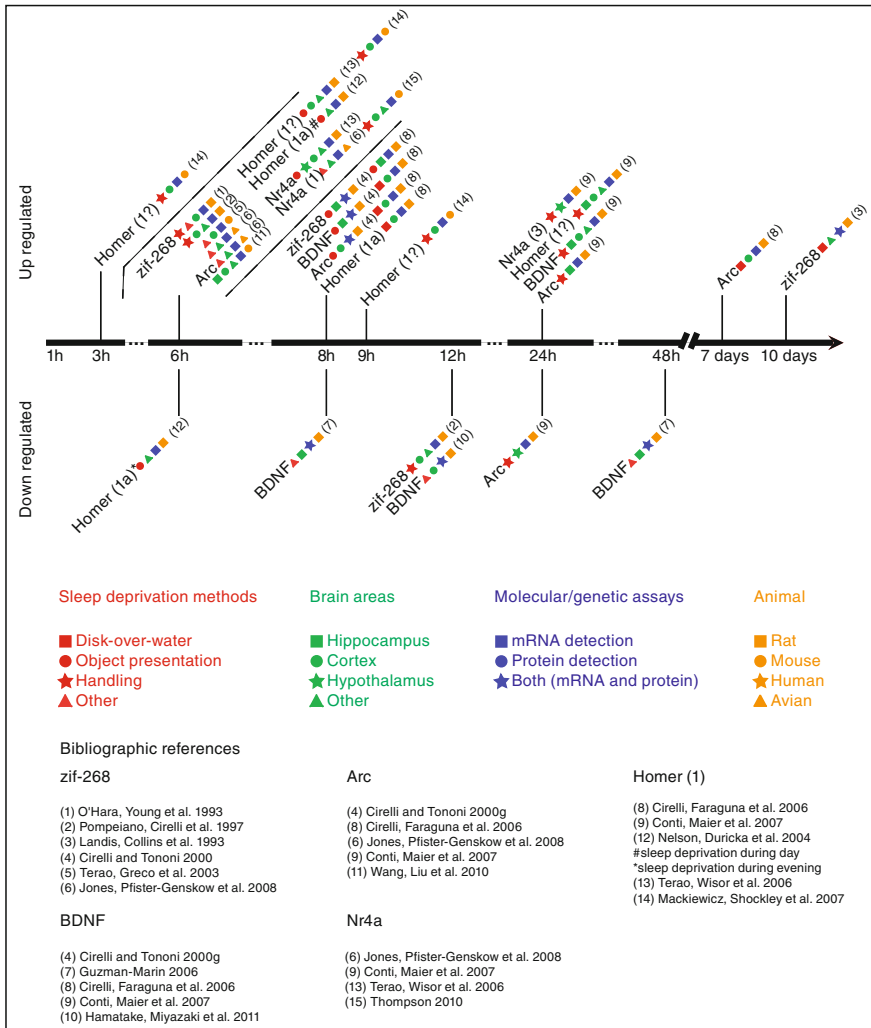 Up regulated
Homer (1?) (14)
zif-268 (1)
(2)
(5)
(6)
Arc (6)
(11)
Homer (1?) (13) (14)
Homer (1a)# (12)
Nr4a (13) (15)
Nr4a (1) (6)
zif-268 (4) (8)
BDNF (4) (8)
Arc (4) (8)
Homer (1a) (8)
Homer (1?) (14)
Nr4a (3) (9)
Homer (1?) (9)
BDNF (9)
Arc (9)
Arc (8)
zif-268 (3)
1h 3h 6h 8h 9h 12h 24h 48h 7 days 10 days
Down regulated
Homer (1a)* (12)
BDNF (7)
zif-268 (2)
BDNF (10)
Arc (9)
BDNF (7)
Sleep deprivation methods
Disk-over-water
Object presentation
Handling
Other
Brain areas
Hippocampus
Cortex
Hypothalamus
Other
Molecular/genetic assays
mRNA detection
Protein detection
Both (mRNA and protein)
Animal
Rat
Mouse
Human
Avian
Bibliographic references
zif-268
(1) O'Hara, Young et al. 1993
(2) Pompeiano, Cirelli et al. 1997
(3) Landis, Collins et al. 1993
(4) Cirelli and Tononi 2000
(5) Terao, Greco et al. 2003
(6) Jones, Pfister-Genskow et al. 2008
Arc
(4) Cirelli and Tononi 2000g
(8) Cirelli, Faraguna et al. 2006
(6) Jones, Pfister-Genskow et al. 2008
(9) Conti, Maier et al. 2007
(11) Wang, Liu et al. 2010
Homer (1)
(8) Cirelli, Faraguna et al. 2006
(9) Conti, Maier et al. 2007
(12) Nelson, Duricka et al. 2004
#sleep deprivation during day
*sleep deprivation during evening
(13) Terao, Wisor et al. 2006
(14) Mackiewicz, Shockley et al. 2007
BDNF
(4) Cirelli and Tononi 2000g
(7) Guzman-Marin 2006
(8) Cirelli, Faraguna et al. 2006
(9) Conti, Maier et al. 2007
(10) Hamatake, Miyazaki et al. 2011
Nr4a
(6) Jones, Pfister-Genskow et al. 2008
(9) Conti, Maier et al. 2007
(13) Terao, Wisor et al. 2006
(15) Thompson 2010